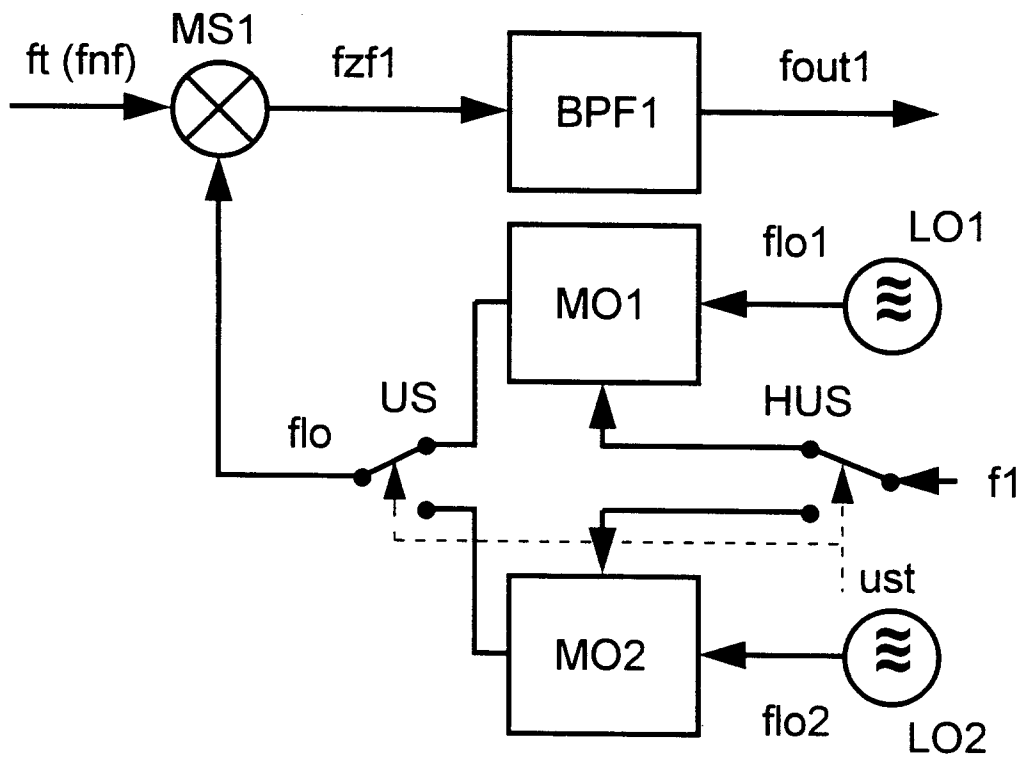 MS1
ft (fnf)
fzf1
BPF1
fout1
MO1
flo1
LO1
US
HUS
flo
f1
ust
MO2
flo2
LO2